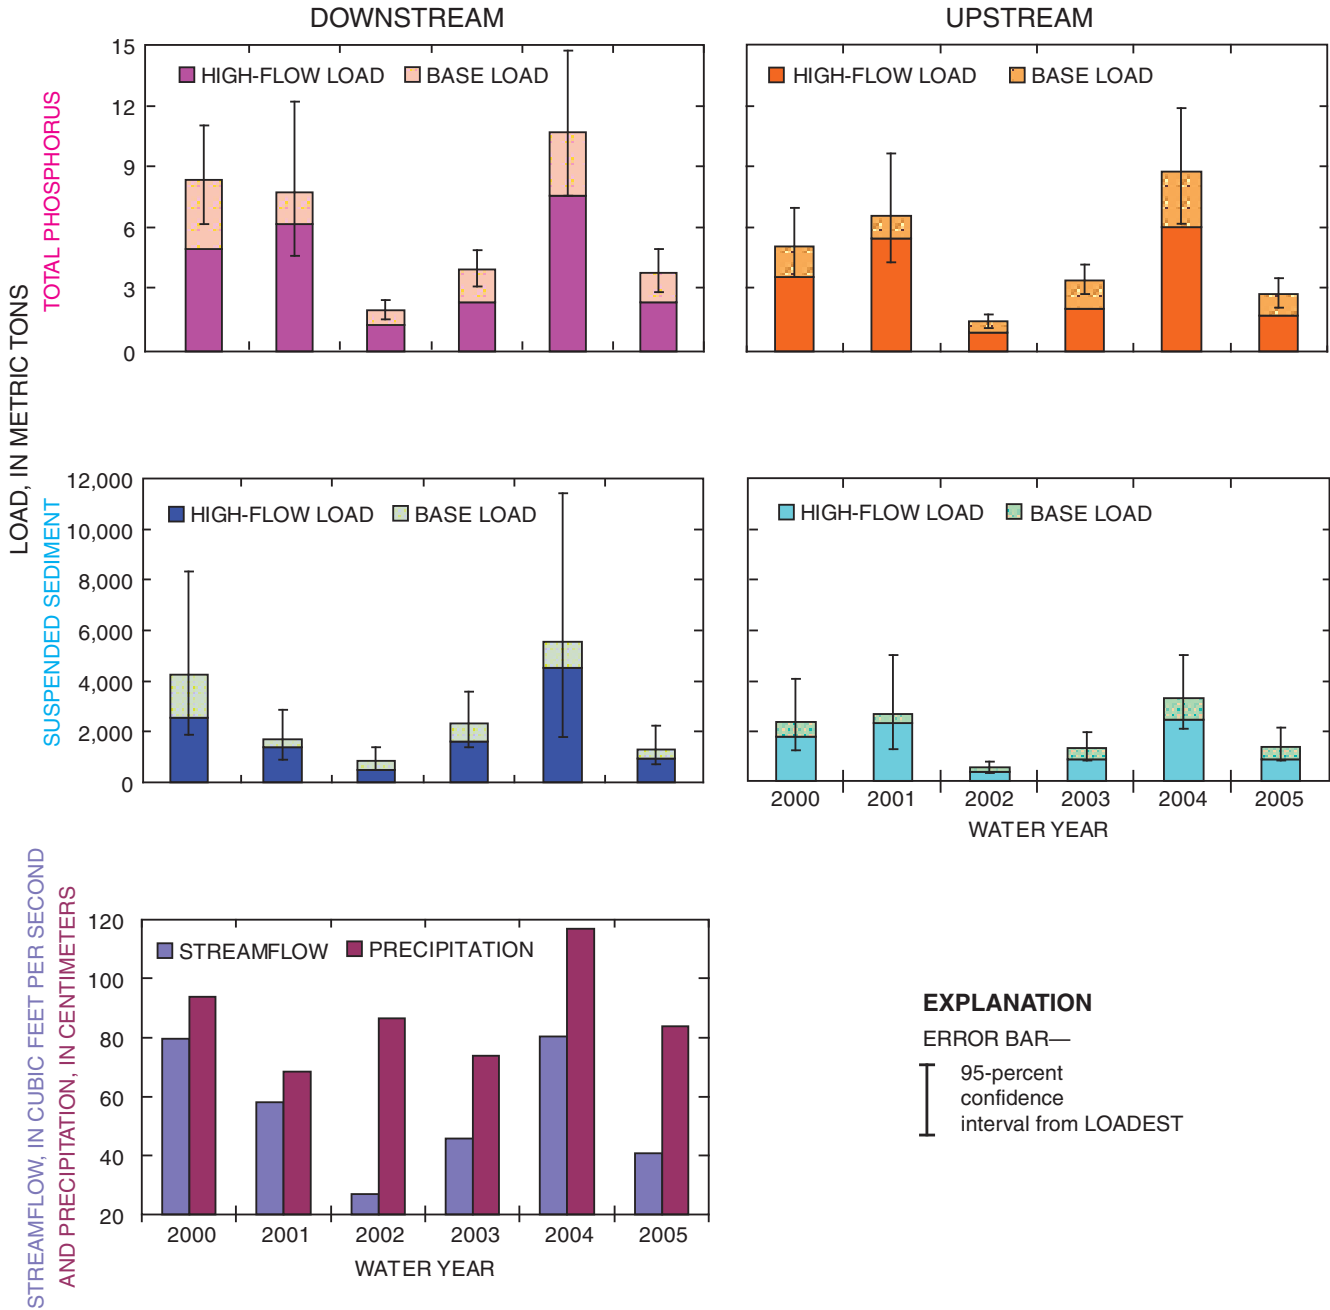 DOWNSTREAM
UPSTREAM
LOAD, IN METRIC TONS
TOTAL PHOSPHORUS
15
12
9
6
3
0
HIGH-FLOW LOAD BASE LOAD
HIGH-FLOW LOAD BASE LOAD
SUSPENDED SEDIMENT
12,000
10,000
8,000
6,000
4,000
2,000
0
HIGH-FLOW LOAD BASE LOAD
HIGH-FLOW LOAD BASE LOAD
2000 2001 2002 2003 2004 2005
WATER YEAR
STREAMFLOW, IN CUBIC FEET PER SECOND
AND PRECIPITATION, IN CENTIMETERS
120
100
80
60
40
20
STREAMFLOW PRECIPITATION
2000 2001 2002 2003 2004 2005
WATER YEAR
EXPLANATION
ERROR BAR—
95-percent
confidence
interval from LOADEST